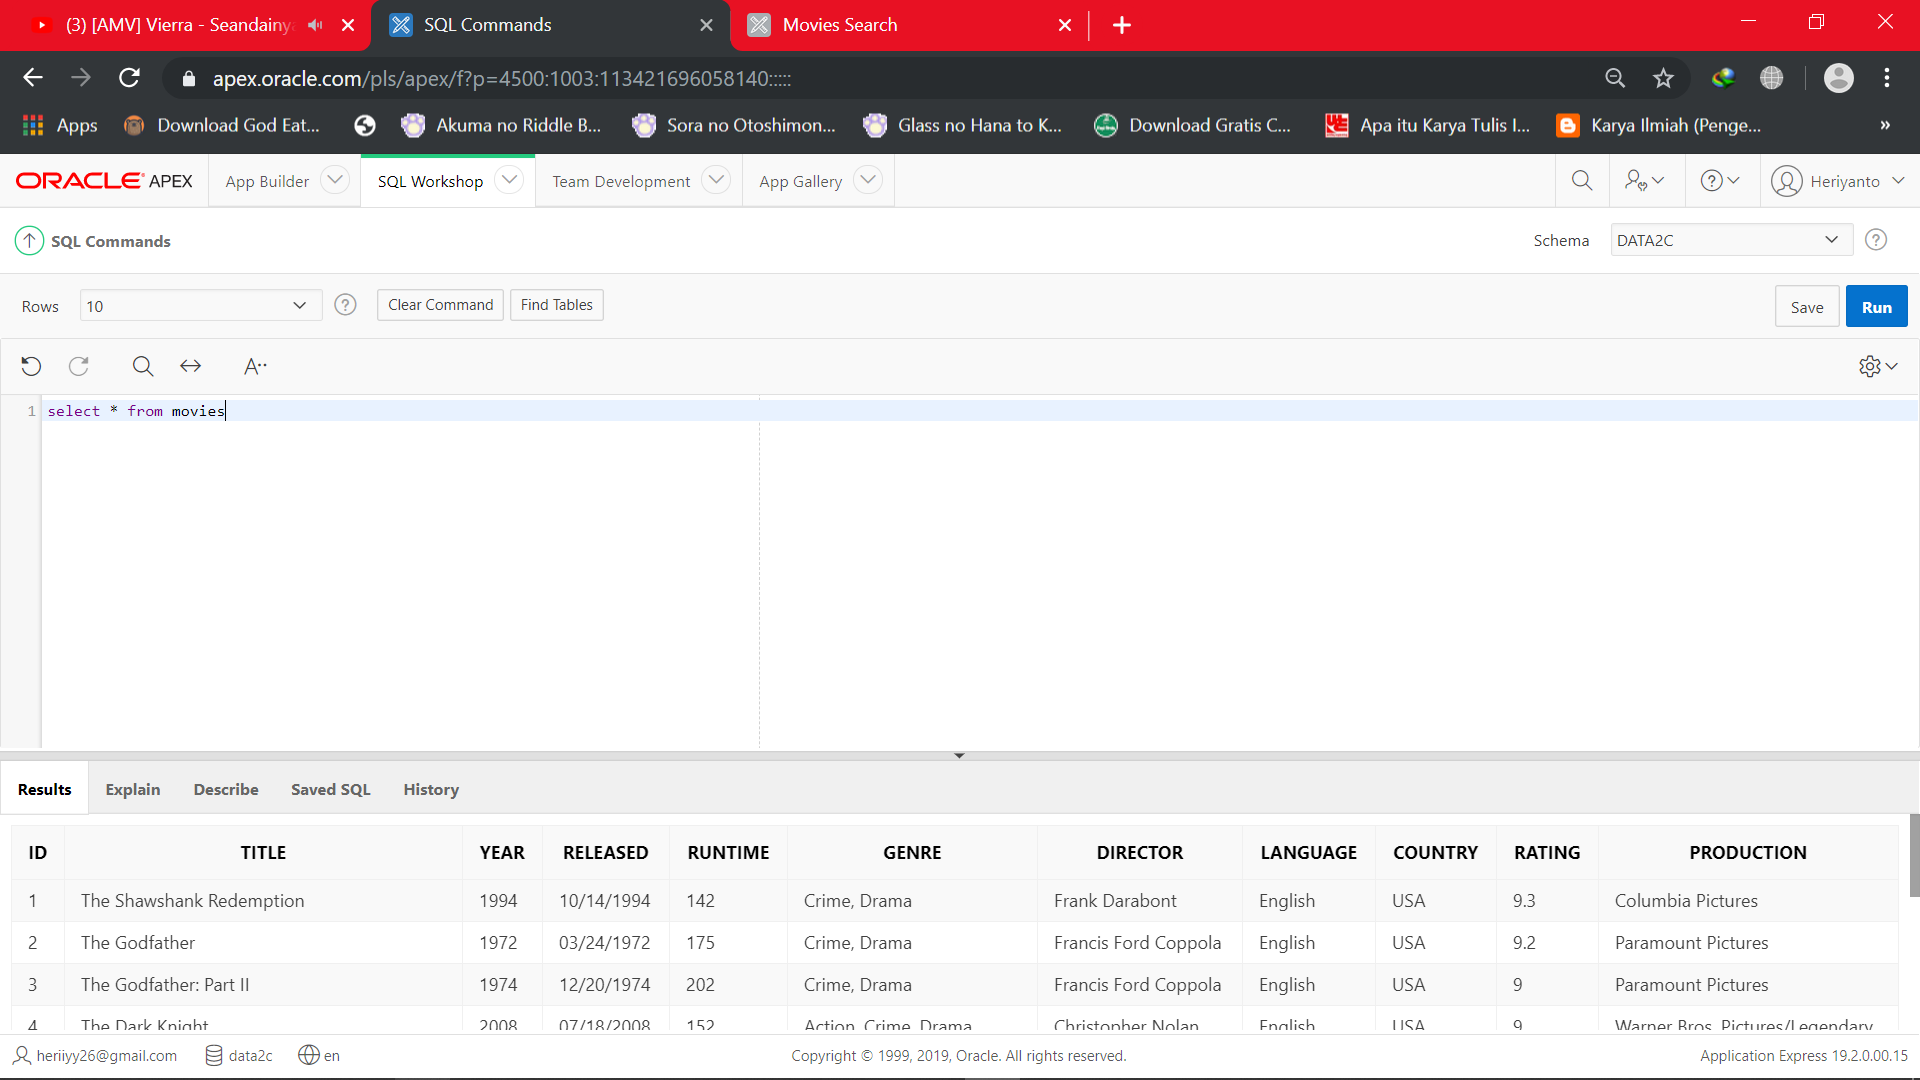 (3) [AMV] Vierra - Seandainya
SQL Commands
Movies Search
apex.oracle.com/pls/apex/f?p=4500:1003:113421696058140:::::
Apps
Download God Eat...
Akuma no Riddle B...
Sora no Otoshimon...
Glass no Hana to K...
Download Gratis C...
Apa itu Karya Tulis I...
Karya Ilmiah (Penge...
»
ORACLE APEX
App Builder
SQL Workshop
Team Development
App Gallery
Heriyanto
SQL Commands
Schema DATA2C
Rows 10 Clear Command Find Tables Save Run
1 select * from movies
Results Explain Describe Saved SQL History
ID TITLE YEAR RELEASED RUNTIME GENRE DIRECTOR LANGUAGE COUNTRY RATING PRODUCTION
1 The Shawshank Redemption 1994 10/14/1994 142 Crime, Drama Frank Darabont English USA 9.3 Columbia Pictures
2 The Godfather 1972 03/24/1972 175 Crime, Drama Francis Ford Coppola English USA 9.2 Paramount Pictures
3 The Godfather: Part II 1974 12/20/1974 202 Crime, Drama Francis Ford Coppola English USA 9 Paramount Pictures
4 The Dark Knight 2008 07/18/2008 152 Action, Crime, Drama Christopher Nolan English USA 9 Warner Bros. Pictures/Legendary
heriiyy26@gmail.com data2c en Copyright © 1999, 2019, Oracle. All rights reserved. Application Express 19.2.0.00.15